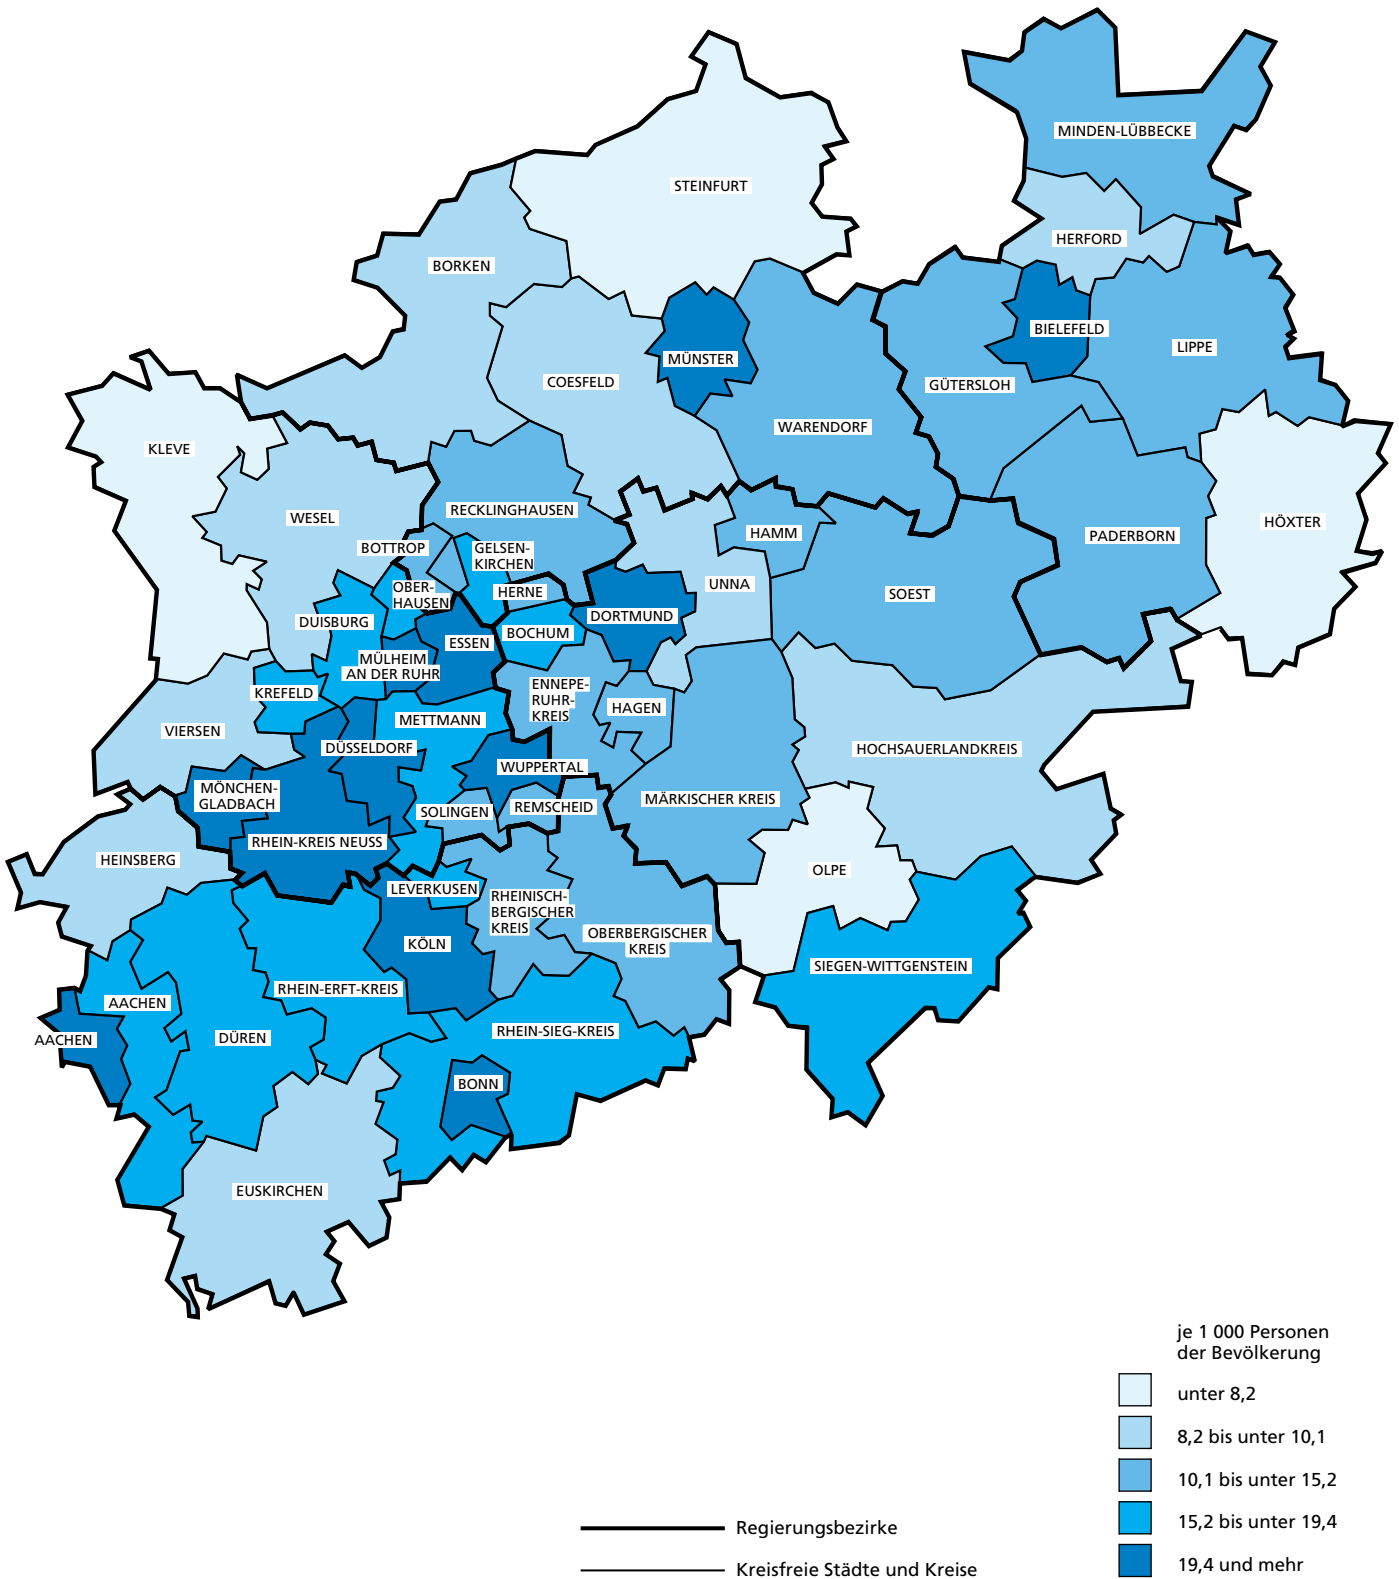 MINDEN-LÜBBECKE
STEINFURT
HERFORD
BORKEN
BIELEFELD
LIPPE
MÜNSTER
COESFELD
GÜTERSLOH
WARENDORF
KLEVE
RECKLINGHAUSEN
WESEL
HÖXTER
HAMM
PADERBORN
BOTTROP
GELSEN-
KIRCHEN
UNNA
OBER-
HAUSEN
HERNE
SOEST
DORTMUND
DUISBURG
BOCHUM
ESSEN
MÜLHEIM
AN DER RUHR
KREFELD
ENNEPE-
RUHR-
KREIS
HAGEN
METTMANN
VIERSEN
DÜSSELDORF
HOCHSAUERLANDKREIS
WUPPERTAL
MÖNCHEN-
GLADBACH
MÄRKISCHER KREIS
REMSCHEID
SOLINGEN
RHEIN-KREIS NEUSS
HEINSBERG
OLPE
LEVERKUSEN
RHEINISCH-
BERGISCHER
KREIS
OBERBERGISCHER
KREIS
KÖLN
SIEGEN-WITTGENSTEIN
RHEIN-ERFT-KREIS
AACHEN
RHEIN-SIEG-KREIS
DÜREN
AACHEN
BONN
EUSKIRCHEN
je 1 000 Personen
der Bevölkerung
unter 8,2
8,2 bis unter 10,1
10,1 bis unter 15,2
15,2 bis unter 19,4
19,4 und mehr
Regierungsbezirke
Kreisfreie Städte und Kreise